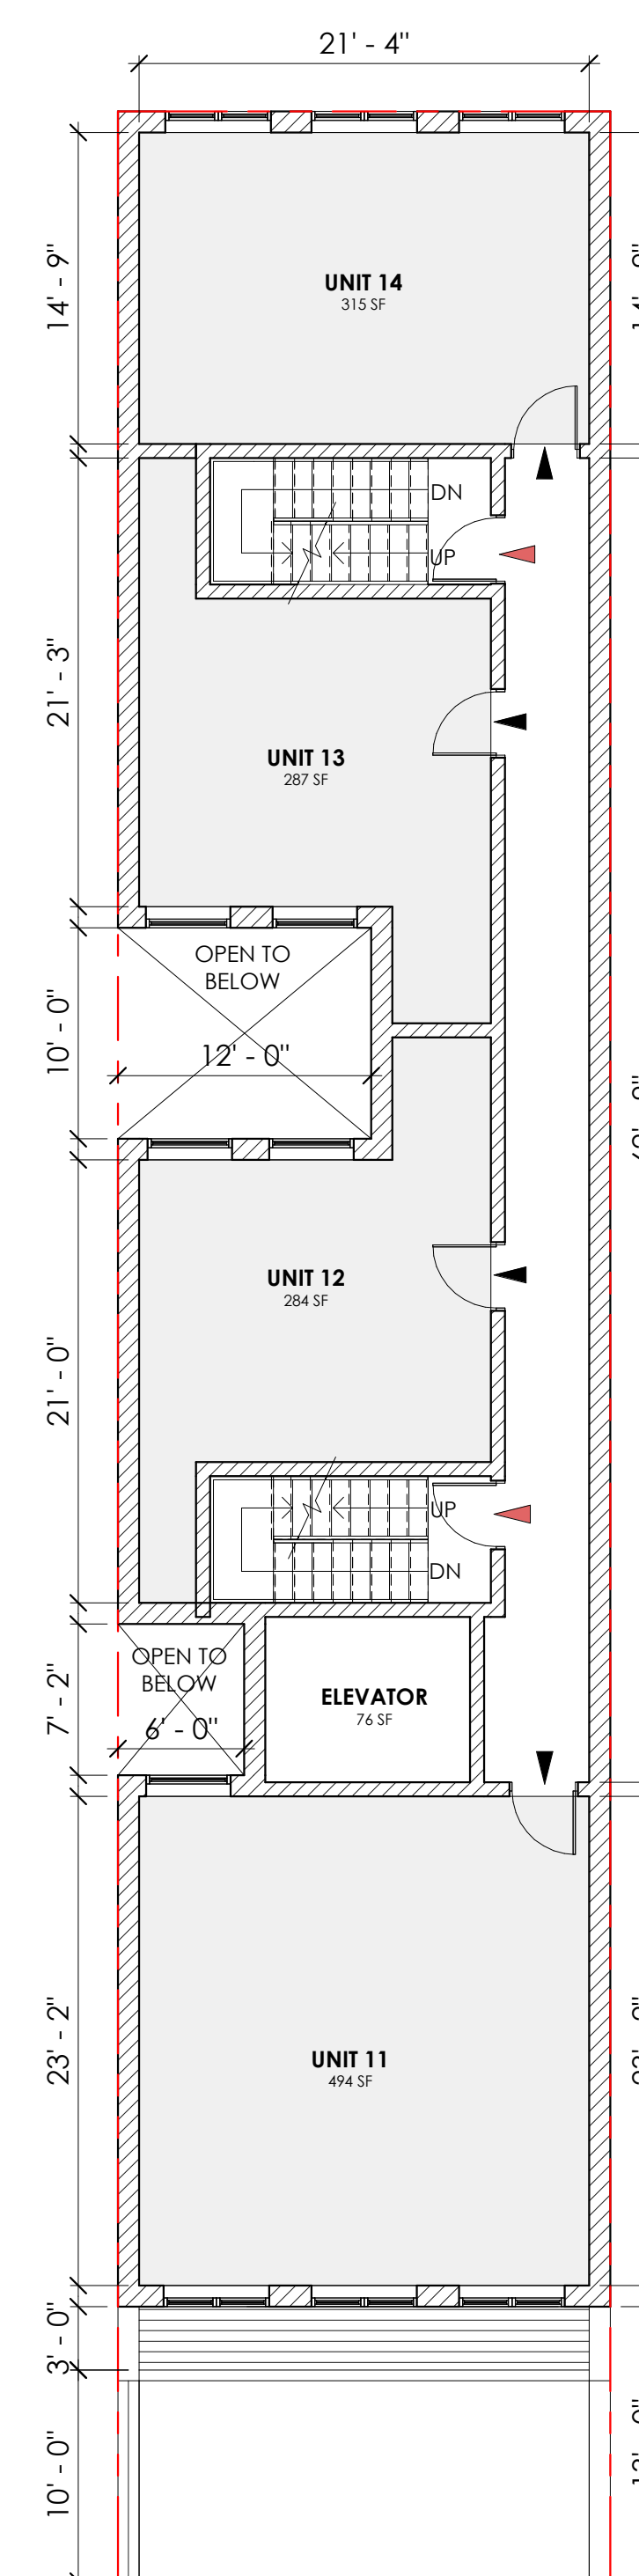 21' - 4"
14' - 9"
UNIT 14
315 SF
DN
UP
21' - 3"
UNIT 13
287 SF
OPEN TO
BELOW
10' - 0"
12' - 0"
UNIT 12
284 SF
21' - 0"
UP
DN
OPEN TO
BELOW
7' - 2"
6' - 0"
ELEVATOR
76 SF
23' - 2"
UNIT 11
494 SF
3' - 0"
10' - 0"